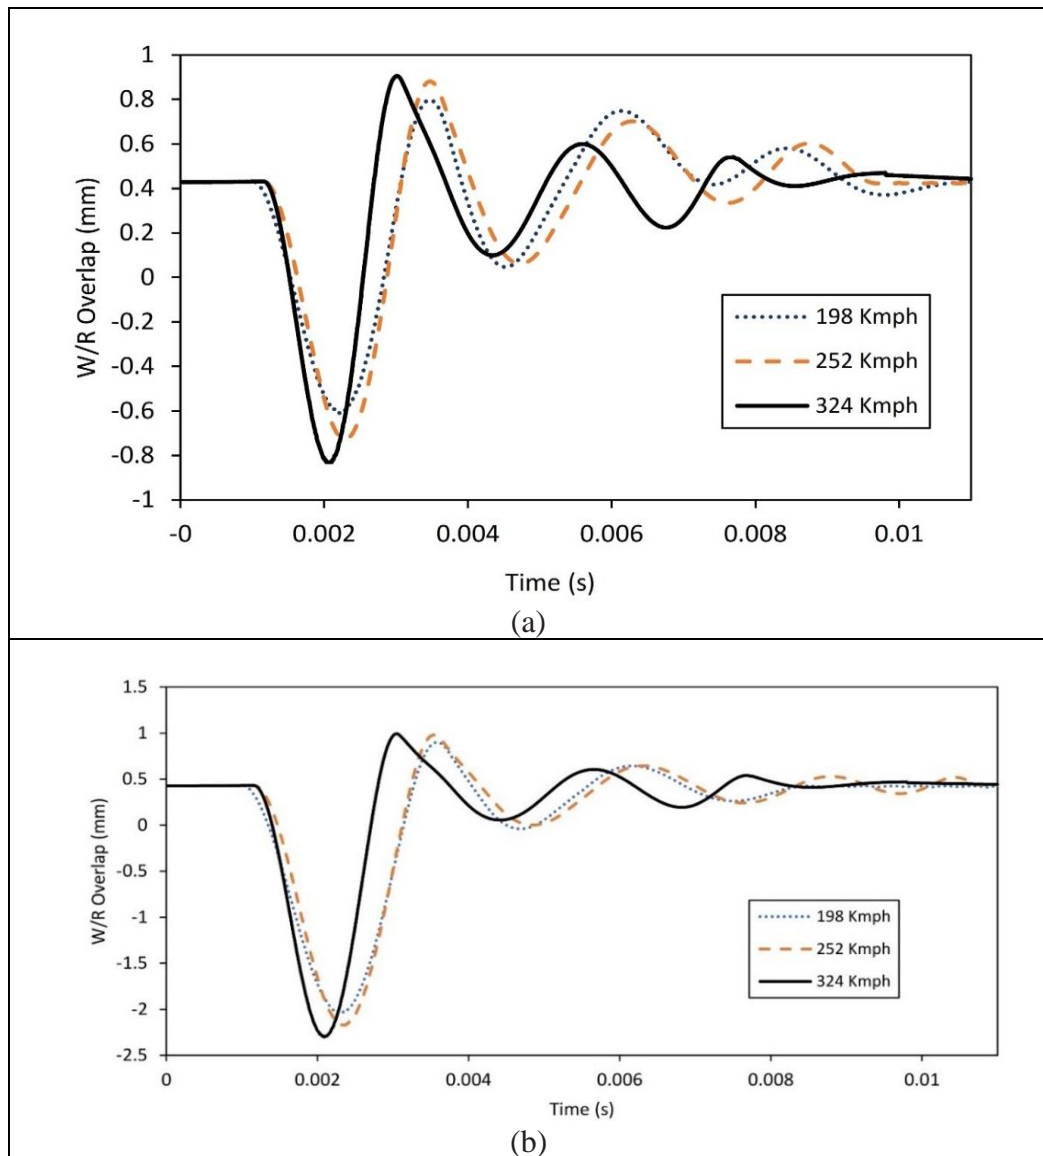 1
0.8
0.6
0.4
0.2
0
-0.2
-0.4
-0.6
-0.8
-1
W/R Overlap (mm)
198 Kmph
252 Kmph
324 Kmph
-0 0.002 0.004 0.006 0.008 0.01
Time (s)
(a)
1.5
1
0.5
0
-0.5
-1
-1.5
-2
-2.5
W/R Overlap (mm)
198 Kmph
252 Kmph
324 Kmph
0 0.002 0.004 0.006 0.008 0.01
Time (s)
(b)